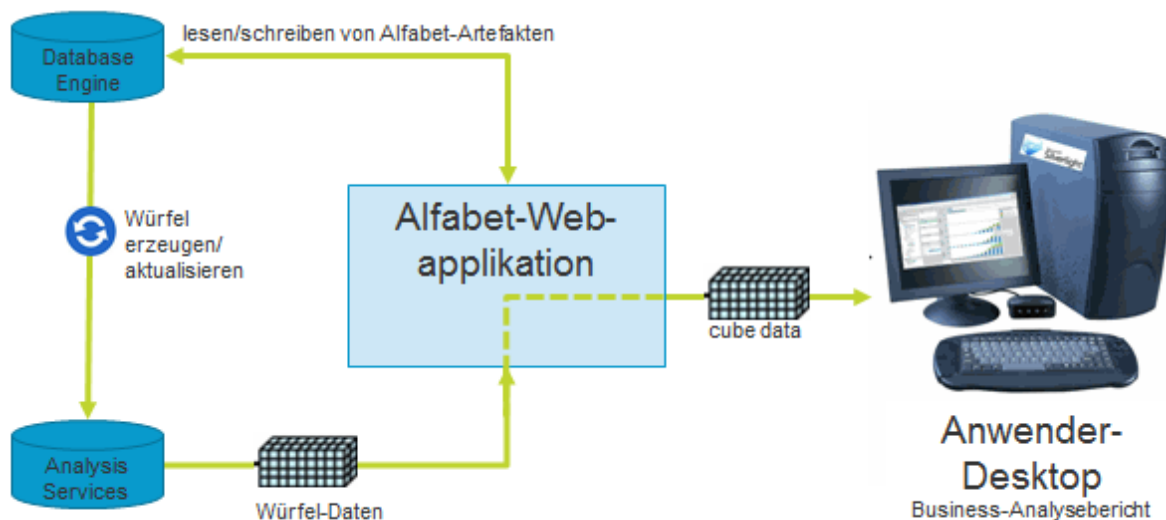 lesen/schreiben von Alfabet-Artefakten
Database
Engine
Würfel
erzeugen/
aktualisieren
Alfabet-Web-
applikation
Silverlight
cube data
Analysis
Services
Würfel-Daten
Anwender-
Desktop
Business-Analysebericht